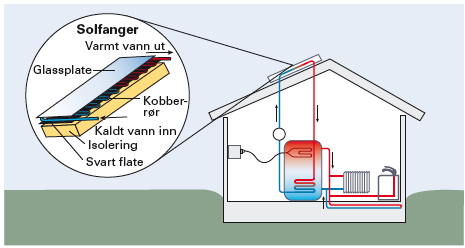 Solfanger
Varmt vann ut
Glassplate
Kobber-
rør
Kaldt vann inn
Isolering
Svart flate